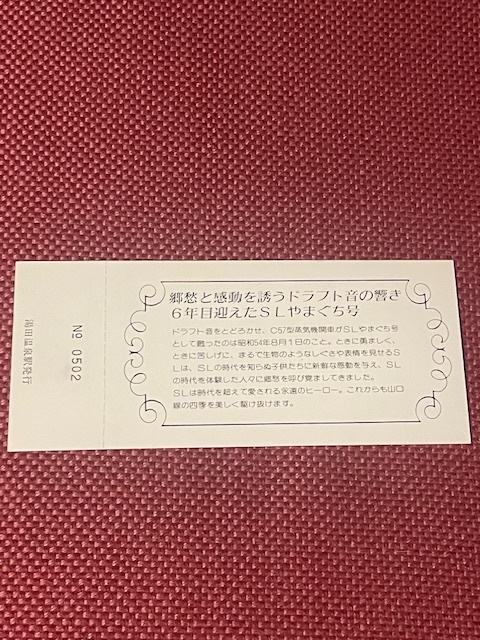 郷愁と感動を誘うドラフト音の響き
6年目迎えたSLやまぐち号
ドラフト音をとどろかせ、C57型蒸気機関車がSLやまぐち号
として甦ったのは昭和54年8月1日のこと。ときに勇ましく、
ときに苦しげに、まるで生物のようなしぐさや表情を見せるS
Lは、SLの時代を知らぬ子供たちに新鮮な感動を与え、SL
の時代を体験した人々に郷愁を呼び覚ましてきました。
SLは時代を超えて愛される永遠のヒーロー。これからも山口
線の四季を美しく駆け抜けます。
No 0502
湯田温泉駅発行